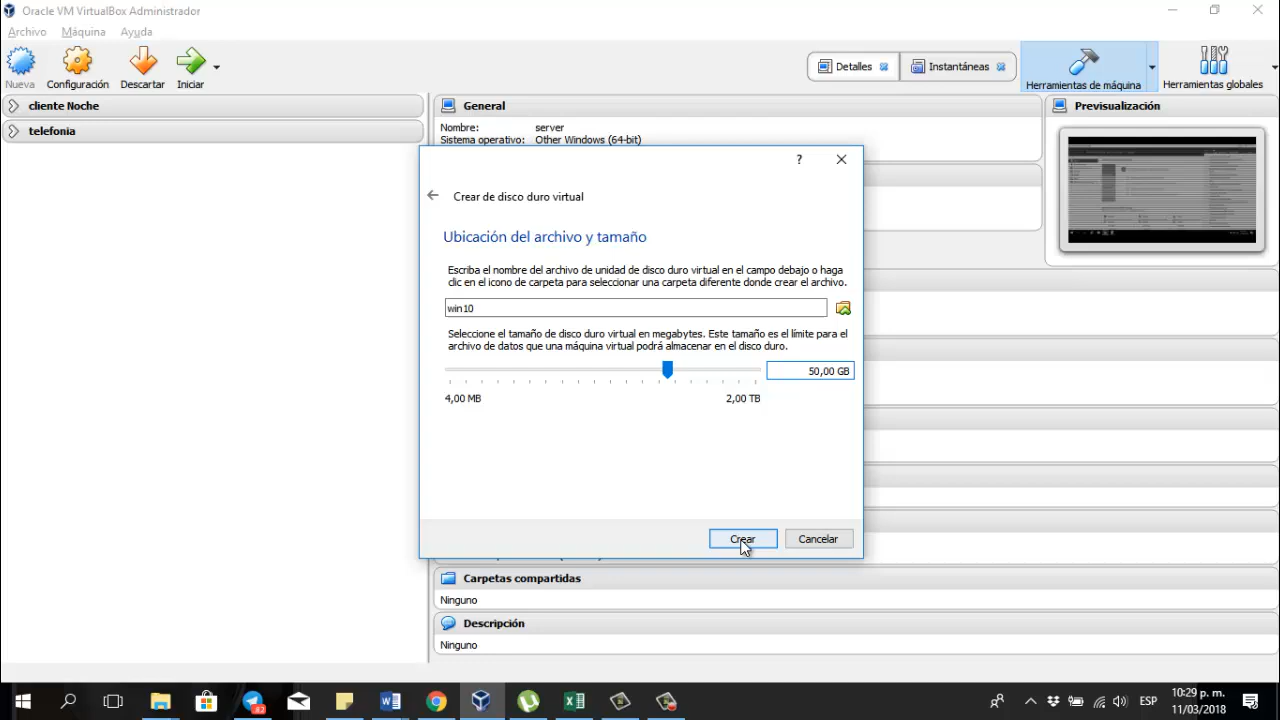 Oracle VM VirtualBox Administrador
Archivo Máquina Ayuda
Nueva Configuración Descartar Iniciar
Detalles Instantáneas Herramientas de máquina Herramientas globales
cliente Noche
telefonia
General
Nombre: server
Sistema operativo: Other Windows (64-bit)
Previsualización
?
Crear de disco duro virtual
Ubicación del archivo y tamaño
Escriba el nombre del archivo de unidad de disco duro virtual en el campo debajo o haga
clic en el icono de carpeta para seleccionar una carpeta diferente donde crear el archivo.
win10
Seleccione el tamaño de disco duro virtual en megabytes. Este tamaño es el límite para el
archivo de datos que una máquina virtual podrá almacenar en el disco duro.
50,00 GB
4,00 MB 2,00 TB
Crear Cancelar
Carpetas compartidas
Ninguno
Descripción
Ninguno
ESP
10:29 p. m.
11/03/2018